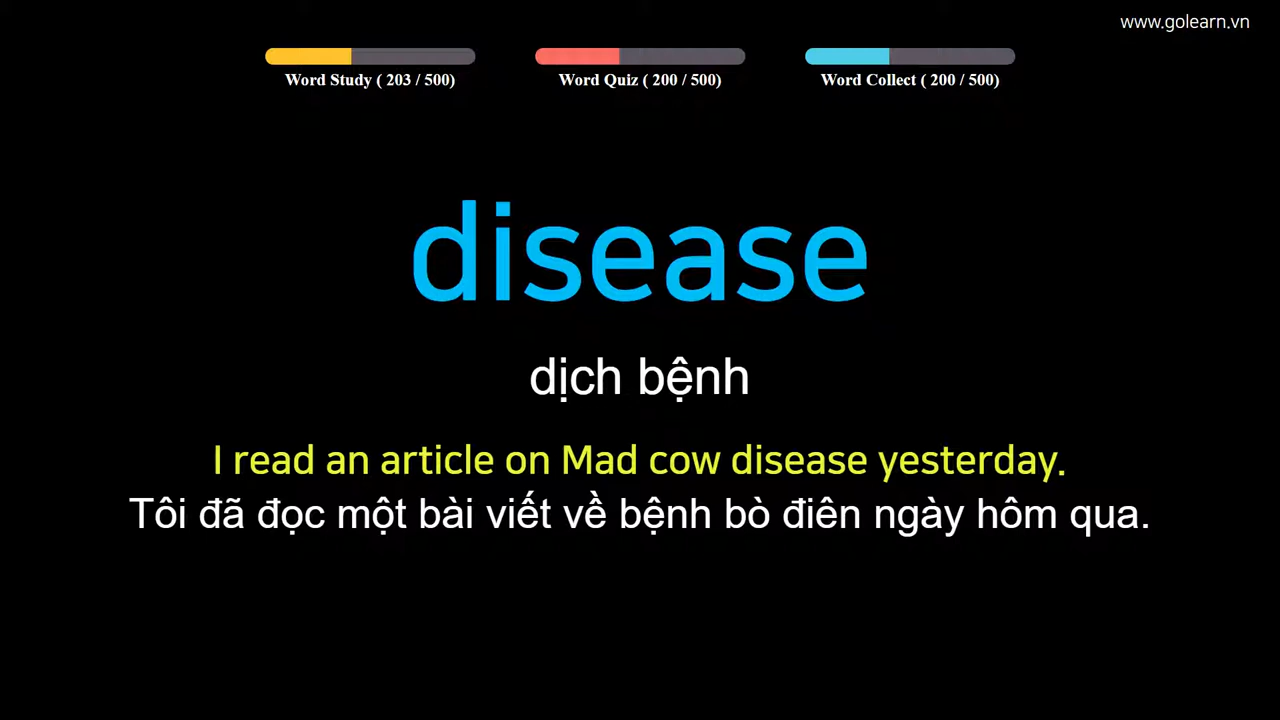 www.golearn.vn
Word Study ( 203 / 500)
Word Quiz ( 200 / 500)
Word Collect ( 200 / 500)
disease
dịch bệnh
I read an article on Mad cow disease yesterday.
Tôi đã đọc một bài viết về bệnh bò điên ngày hôm qua.